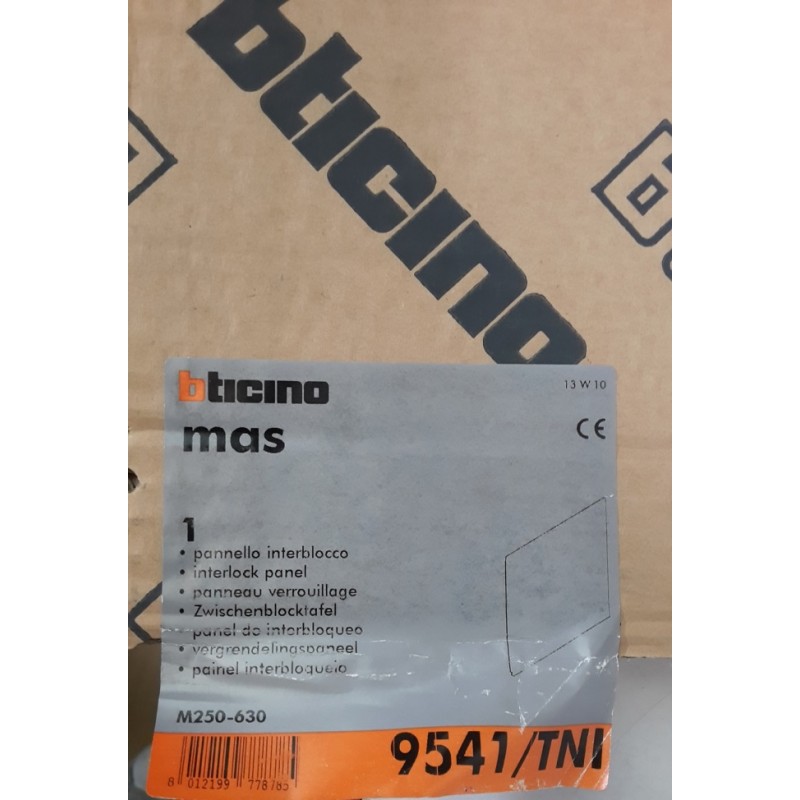 bticino
bticino
13 W 10
mas
CE
1
• pannello interblocco
• interlock panel
• panneau verrouillage
• Zwischenblocktafel
• panel de interbloqueo
• vergrendelingspaneel
• painel interbloqueio
M250-630
9541/TNI
8 012199 778785